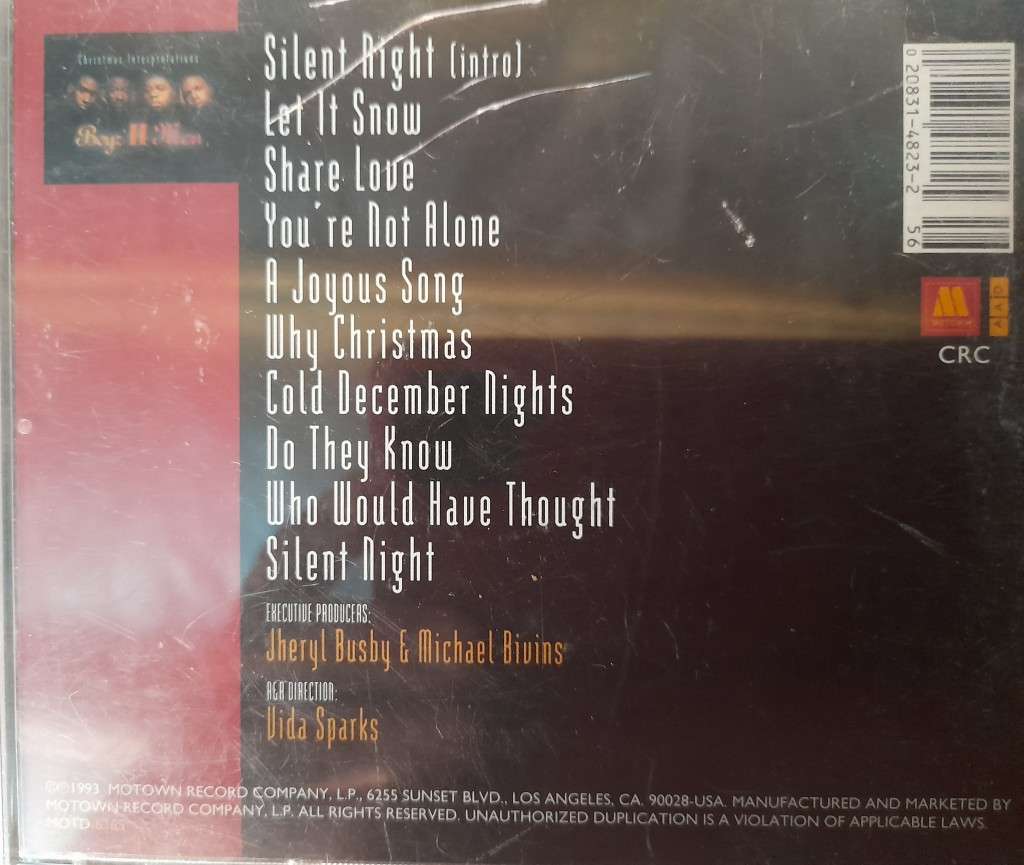 Christmas Interpretations
Boyz II Men
Silent Night (intro)
Let It Snow
Share Love
You're Not Alone
A Joyous Song
Why Christmas
Cold December Nights
Do They Know
Who Would Have Thought
Silent Night
EXECUTIVE PRODUCERS:
Jheryl Busby & Michael Bivins
A&R DIRECTION:
Vida Sparks
0 20831-4823-2 56
M
MOTOWN
AAD
CRC
℗©1993 MOTOWN RECORD COMPANY, L.P., 6255 SUNSET BLVD., LOS ANGELES, CA. 90028-USA. MANUFACTURED AND MARKETED BY
MOTOWN RECORD COMPANY, L.P. ALL RIGHTS RESERVED. UNAUTHORIZED DUPLICATION IS A VIOLATION OF APPLICABLE LAWS.
MOTD